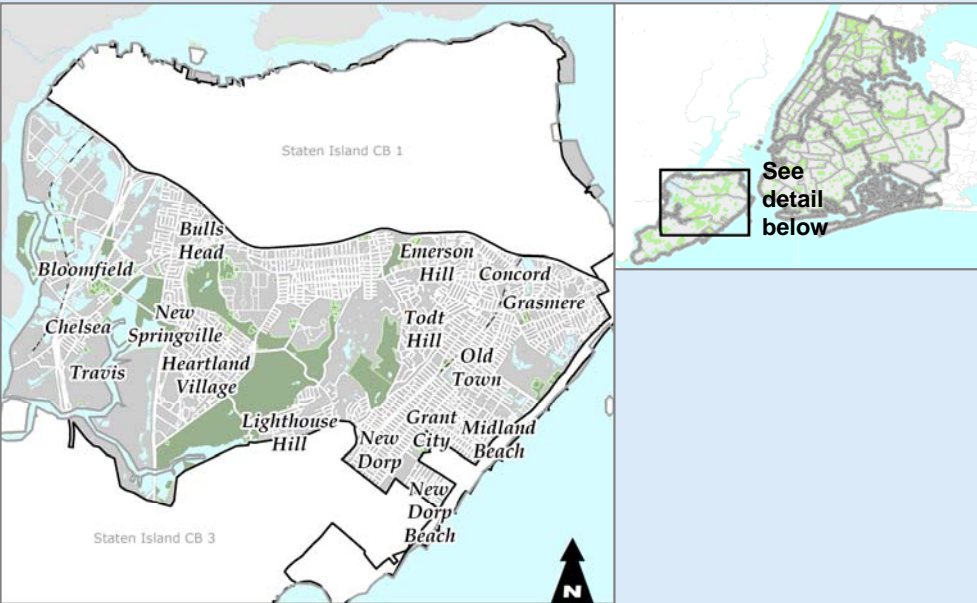 Staten Island CB 1
Bulls
Head
Bloomfield
Emerson
Hill
Concord
Grasmere
Chelsea
New
Springville
Todt
Hill
Travis
Heartland
Village
Old
Town
Lighthouse
Hill
Grant
City
Midland
Beach
New
Dorp
New
Dorp
Beach
Staten Island CB 3
N
See
detail
below